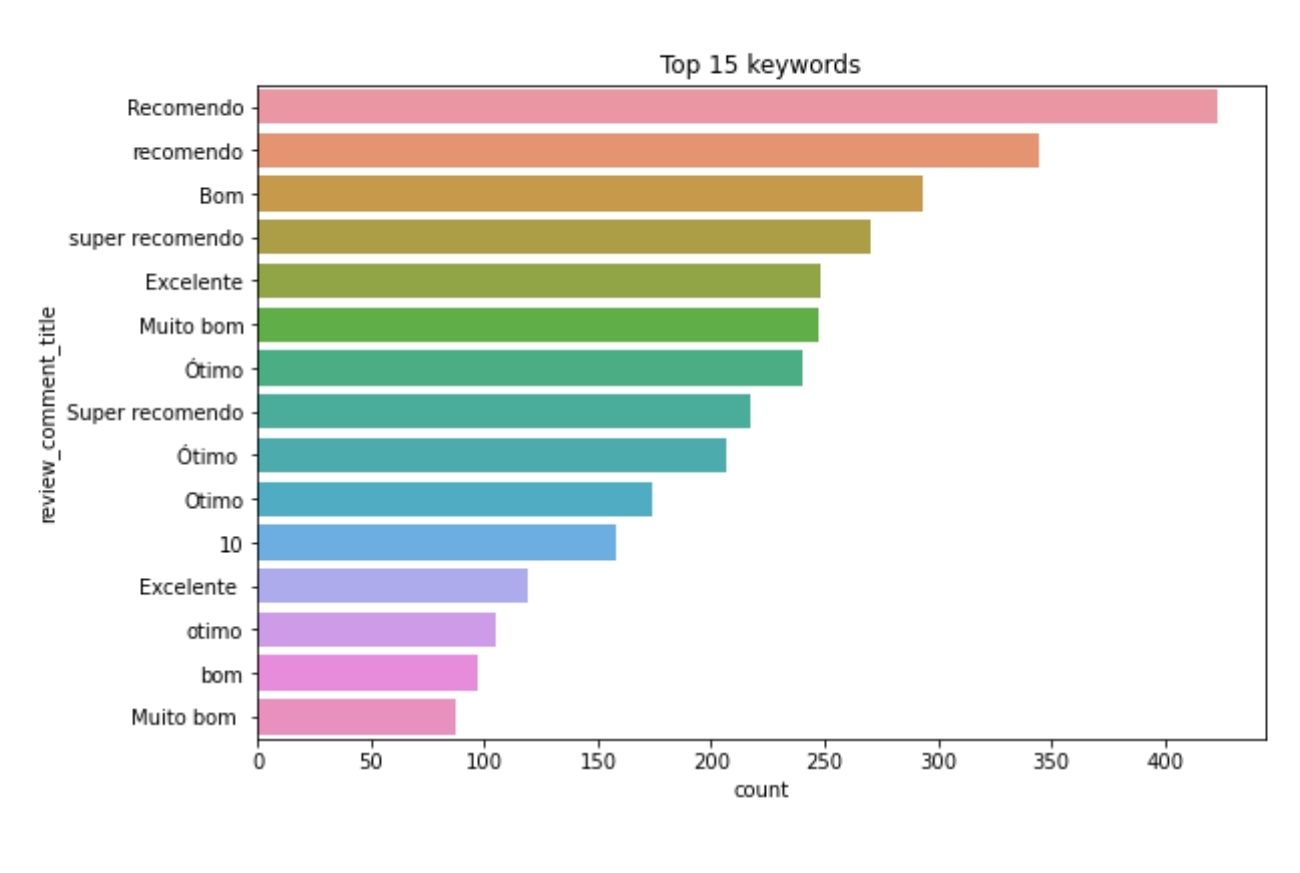 Top 15 keywords
Recomendo
recomendo
Bom
super recomendo
Excelente
Muito bom
Ótimo
Super recomendo
Ótimo
Otimo
10
Excelente
otimo
bom
Muito bom
review_comment_title
0 50 100 150 200 250 300 350 400
count